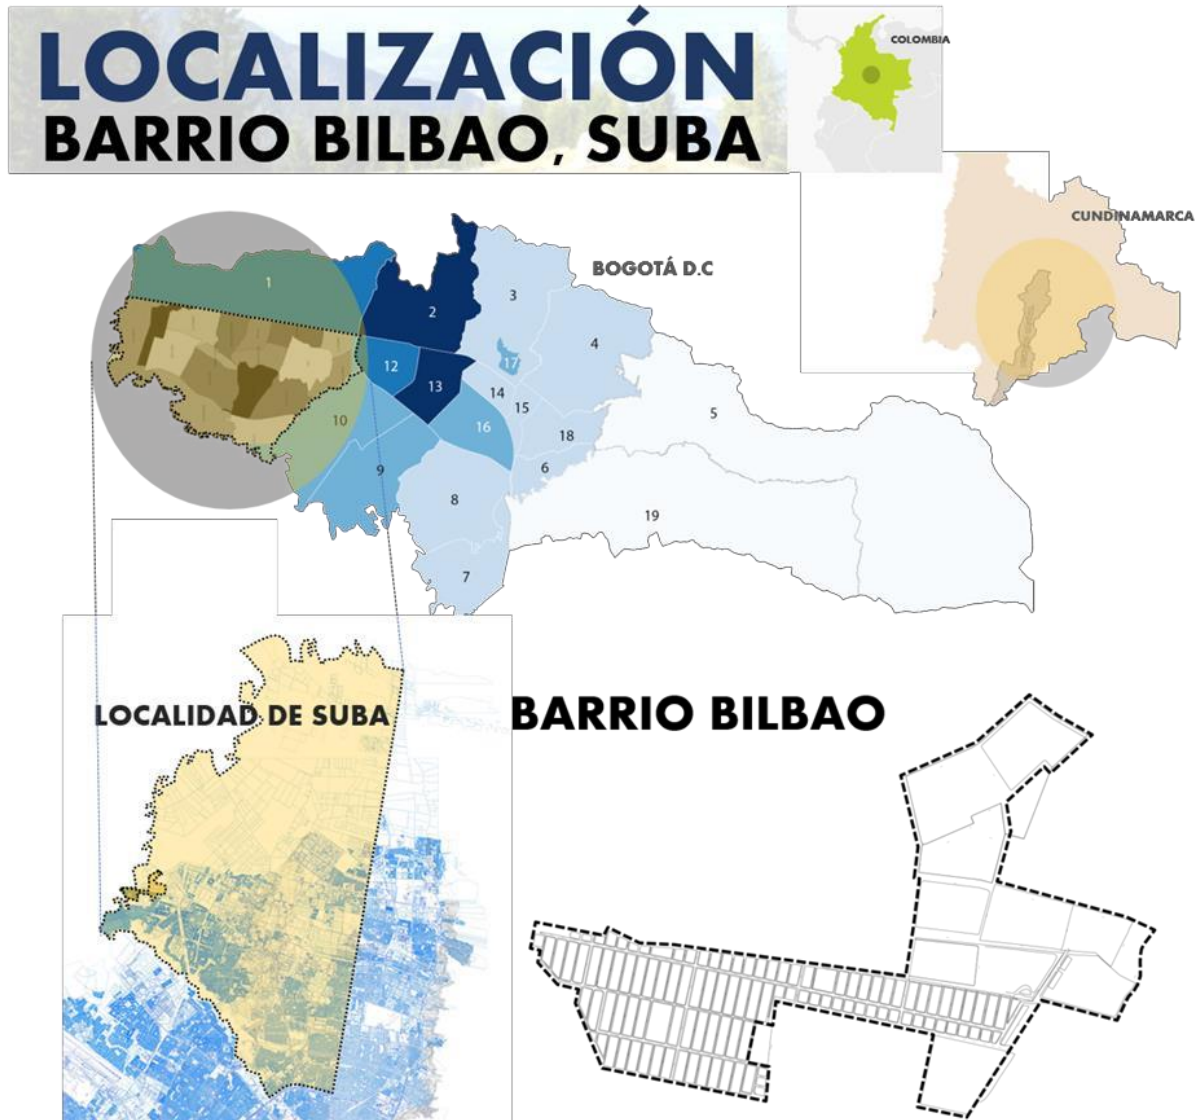 LOCALIZACIÓN
BARRIO BILBAO, SUBA
COLOMBIA
CUNDINAMARCA
BOGOTÁ D.C
1
2
3
4
17
12
13
14
15
5
10
16
18
9
6
8
19
7
LOCALIDAD DE SUBA
BARRIO BILBAO